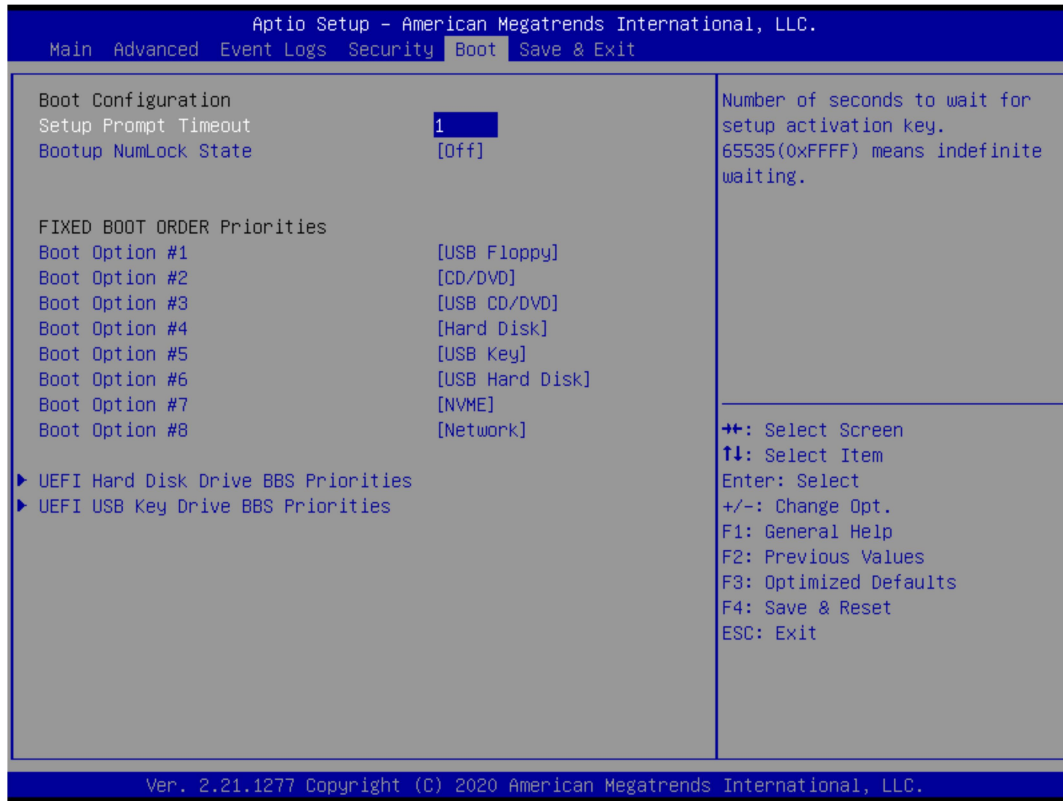 Aptio Setup - American Megatrends International, LLC.
Main Advanced Event Logs Security Boot Save & Exit
Boot Configuration
Setup Prompt Timeout 1
Bootup NumLock State [Off]
FIXED BOOT ORDER Priorities
Boot Option #1 [USB Floppy]
Boot Option #2 [CD/DVD]
Boot Option #3 [USB CD/DVD]
Boot Option #4 [Hard Disk]
Boot Option #5 [USB Key]
Boot Option #6 [USB Hard Disk]
Boot Option #7 [NVME]
Boot Option #8 [Network]
UEFI Hard Disk Drive BBS Priorities
UEFI USB Key Drive BBS Priorities
Number of seconds to wait for
setup activation key.
65535(0xFFFF) means indefinite
waiting.
→←: Select Screen
↑↓: Select Item
Enter: Select
+/-: Change Opt.
F1: General Help
F2: Previous Values
F3: Optimized Defaults
F4: Save & Reset
ESC: Exit
Ver. 2.21.1277 Copyright (C) 2020 American Megatrends International, LLC.